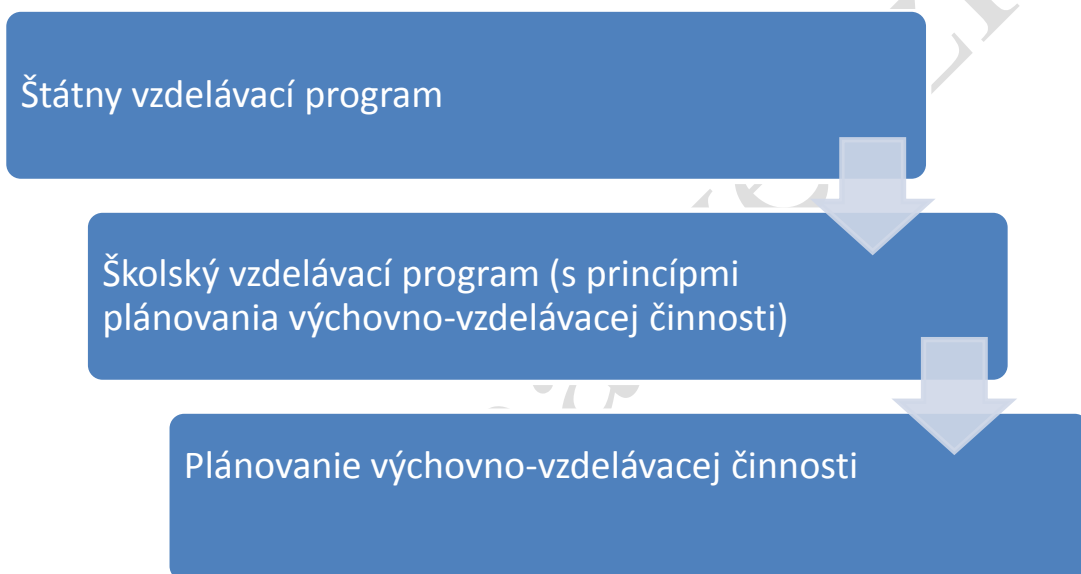 Štátny vzdelávací program
Školský vzdelávací program (s princípmi
plánovania výchovno-vzdelávacej činnosti)
Plánovanie výchovno-vzdelávacej činnosti